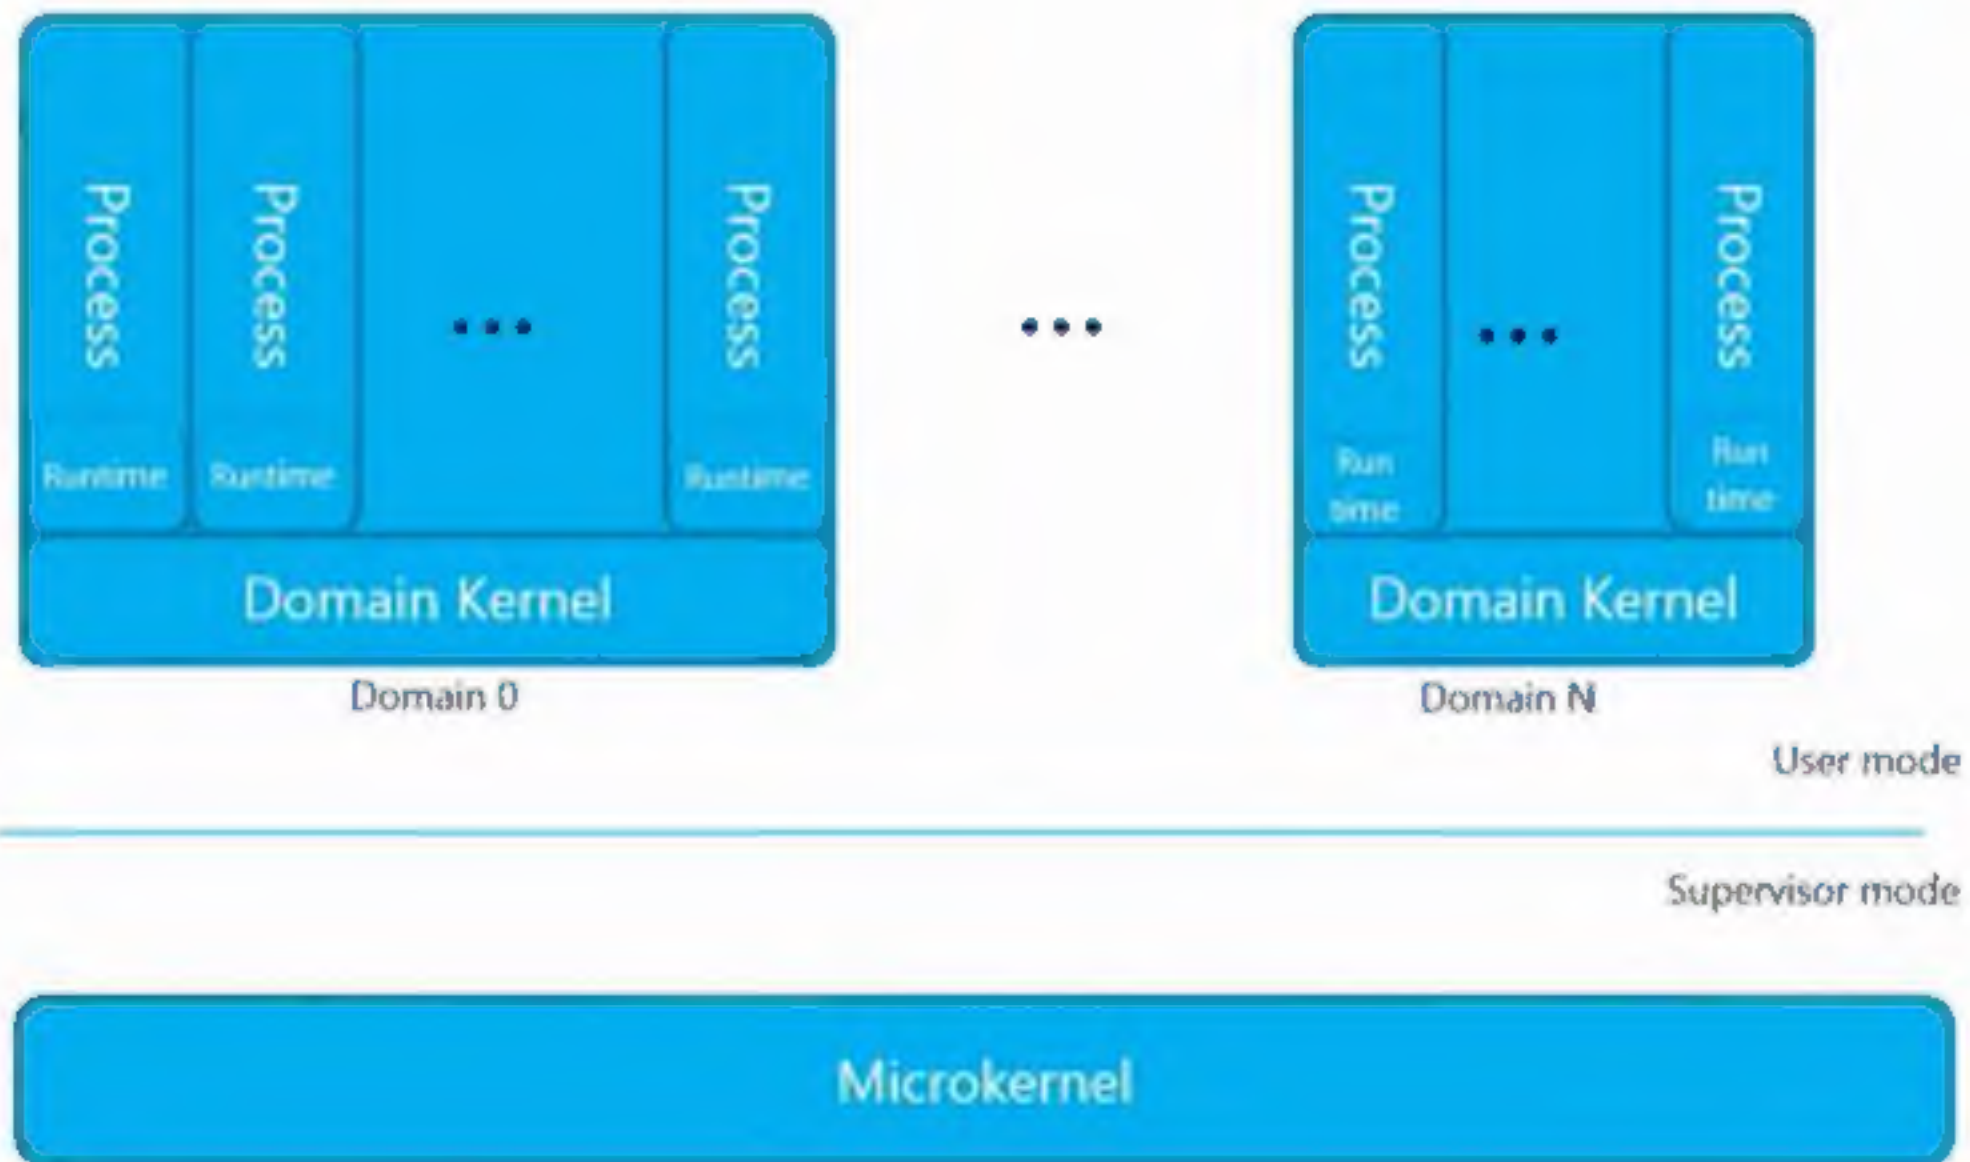 Process
Process
...
Process
Runtime
Runtime
Runtime
Domain Kernel
Domain 0
...
Process
...
Process
Run
time
Run
time
Domain Kernel
Domain N
User mode
Supervisor mode
Microkernel